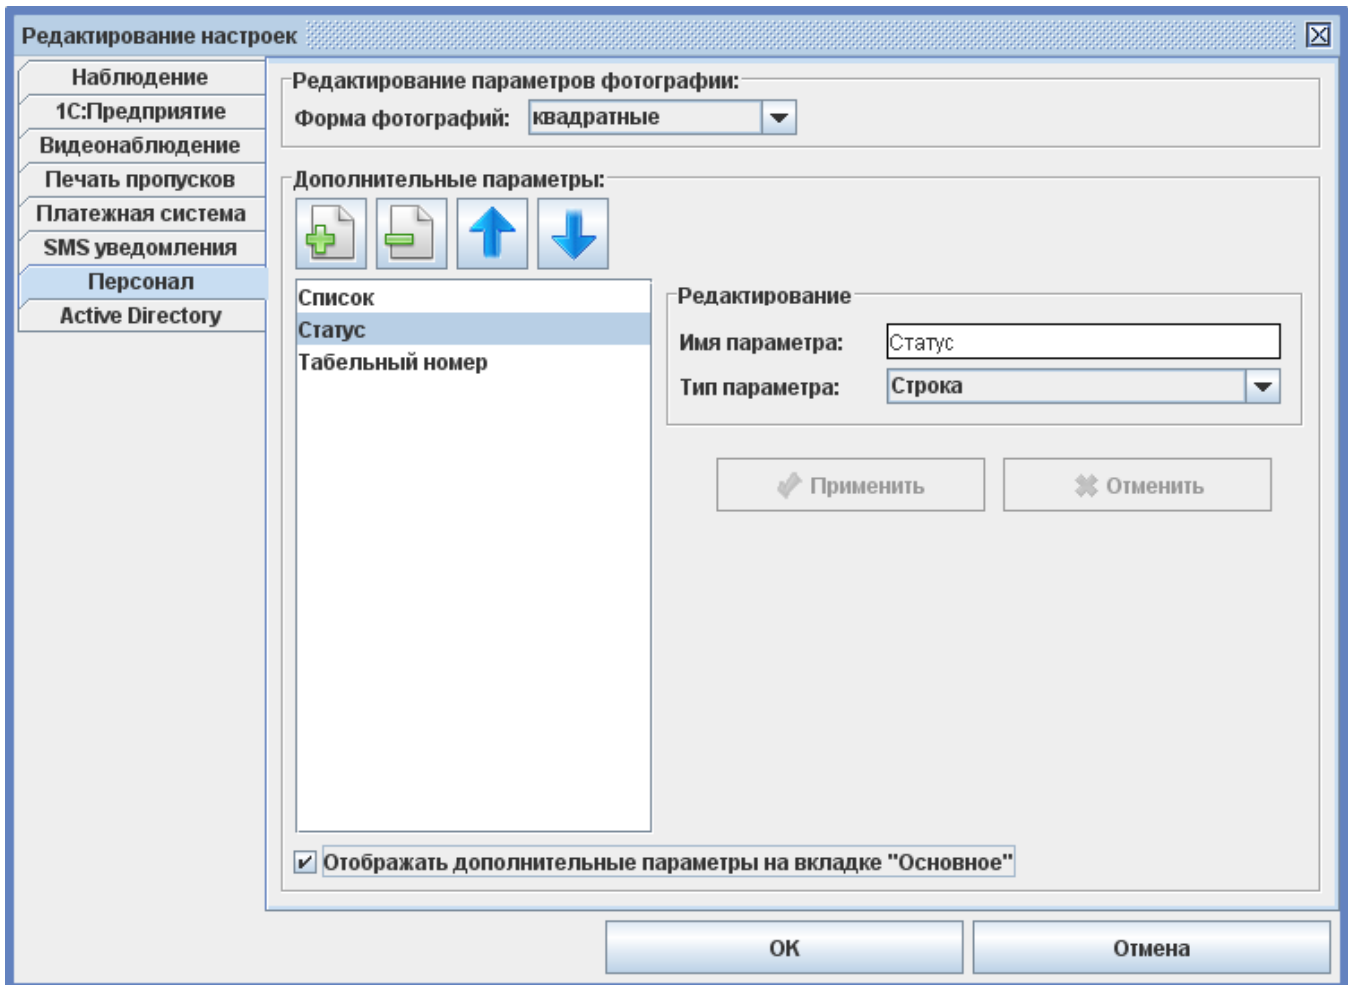 Редактирование настроек
Наблюдение
1С:Предприятие
Видеонаблюдение
Печать пропусков
Платежная система
SMS уведомления
Персонал
Active Directory
Редактирование параметров фотографии:
Форма фотографий: квадратные
Дополнительные параметры:
Список
Статус
Табельный номер
Редактирование
Имя параметра: Статус
Тип параметра: Строка
Применить Отменить
Отображать дополнительные параметры на вкладке "Основное"
ОК Отмена